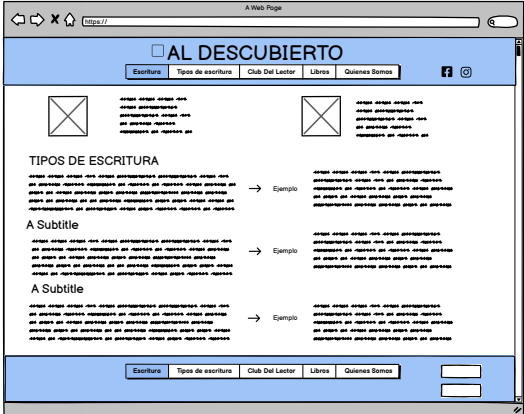 A Web Page
https://
AL DESCUBIERTO
Escritura Tipos de escritura Club Del Lector Libros Quienes Somos
TIPOS DE ESCRITURA
Ejemplo
A Subtitle
Ejemplo
A Subtitle
Ejemplo
Escritura Tipos de escritura Club Del Lector Libros Quienes Somos